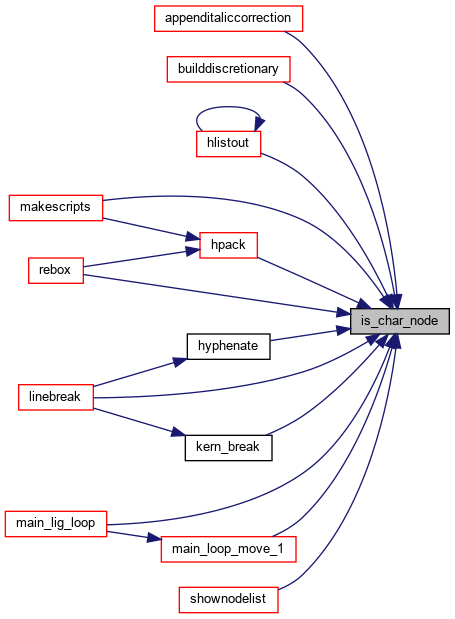 appenditaliccorrection
builddiscretionary
hlistout
makescripts
hpack
rebox
is_char_node
hyphenate
linebreak
kern_break
main_lig_loop
main_loop_move_1
shownodelist